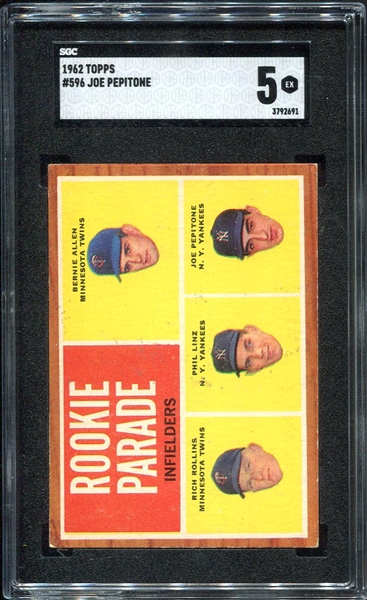 SGC
1962 TOPPS
#596 JOE PEPITONE
5 EX
3792691
BERNIE ALLEN
MINNESOTA TWINS
JOE PEPITONE
N. Y. YANKEES
PHIL LINZ
N. Y. YANKEES
ROOKIE
PARADE
INFIELDERS
RICH ROLLINS
MINNESOTA TWINS